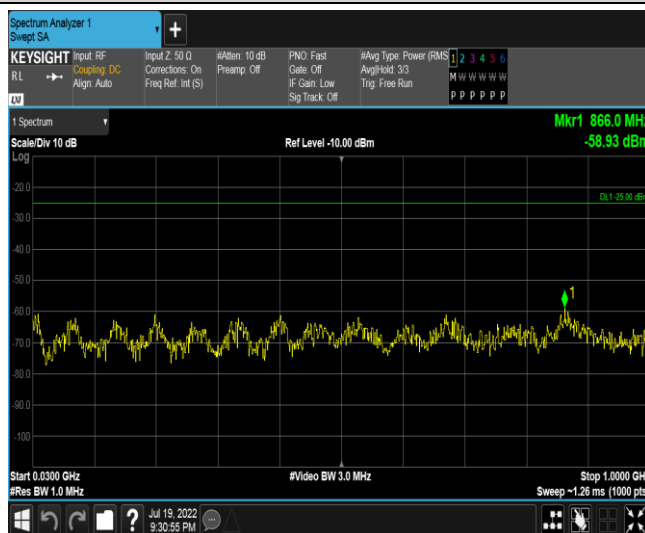 Spectrum Analyzer 1
Swept SA
KEYSIGHT Input: RF Input Z: 50 Ω #Atten: 10 dB PNO: Fast #Avg Type: Power (RMS 1 2 3 4 5 6
RL Coupling: DC Corrections: On Preamp: Off Gate: Off Avg|Hold: 3/3 M W W W W W
Align: Auto Freq Ref: Int (S) IF Gain: Low Trig: Free Run
LXI Sig Track: Off P P P P P P
1 Spectrum Mkr1 866.0 MHz
Scale/Div 10 dB Ref Level -10.00 dBm -58.93 dBm
Log
-20.0
DL1 -25.00 dBm
-30.0
-40.0
-50.0
1
-60.0
-70.0
-80.0
-90.0
-100
Start 0.0300 GHz #Video BW 3.0 MHz Stop 1.0000 GHz
#Res BW 1.0 MHz Sweep ~1.26 ms (1000 pts
Jul 19, 2022
9:30:55 PM